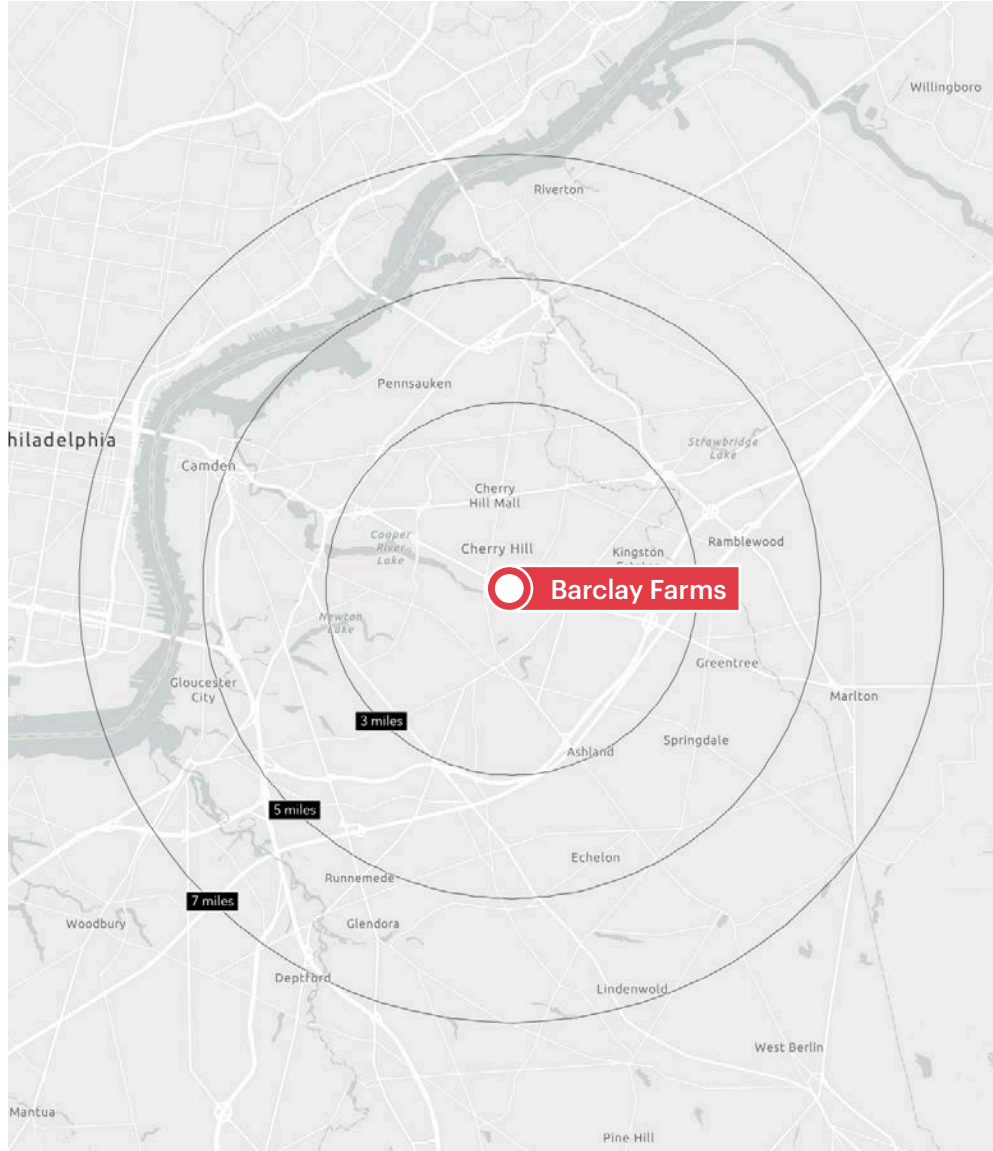 Willingboro
Riverton
Pennsauken
hiladelphia
Strawbridge
Lake
Camden
Cherry
Hill Mall
Cooper
River
Lake
Cherry Hill
Kingston
Ramblewood
Barclay Farms
Newton
Lake
Greentree
Gloucester
City
Marlton
3 miles
Ashland
Springdale
5 miles
Echelon
Runnemede
7 miles
Woodbury
Glendora
Deptford
Lindenwold
West Berlin
Mantua
Pine Hill